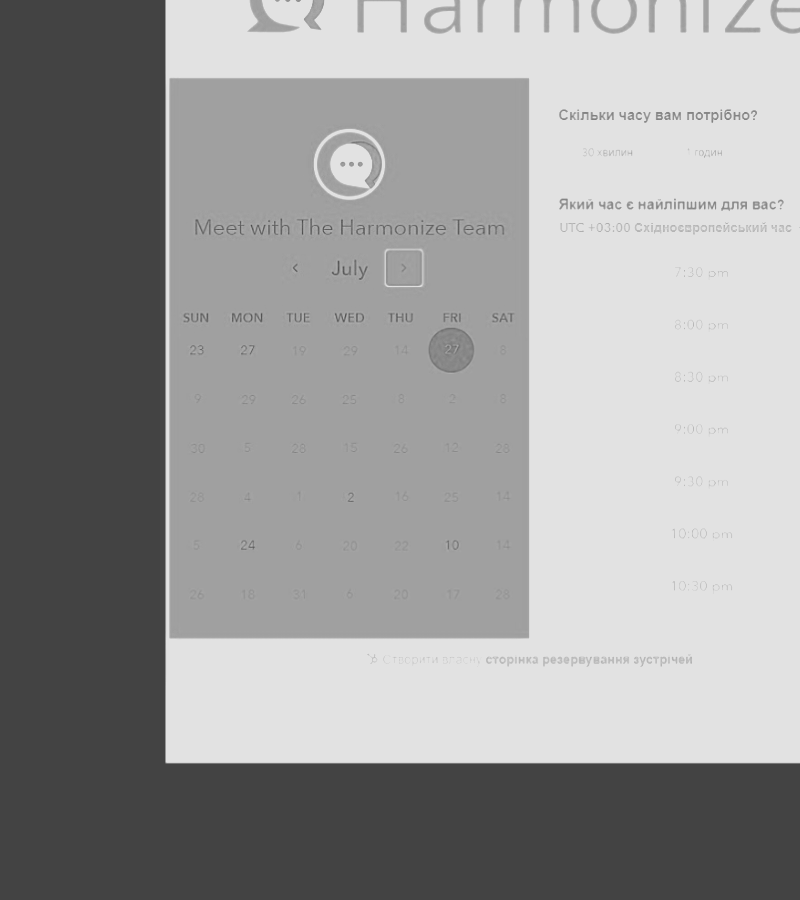 Harmonize
Meet with The Harmonize Team
July
SUN MON TUE WED THU FRI SAT
23 27 19 29 14 27 8
9 29 26 25 8 2 8
30 5 28 15 26 12 28
28 4 1 2 16 25 14
5 24 6 20 22 10 14
26 18 31 6 20 17 28
Скільки часу вам потрібно?
30 хвилин 1 годин
Який час є найліпшим для вас?
UTC +03:00 Східноєвропейський час
7:30 pm
8:00 pm
8:30 pm
9:00 pm
9:30 pm
10:00 pm
10:30 pm
Створити власну сторінка резервування зустрічей